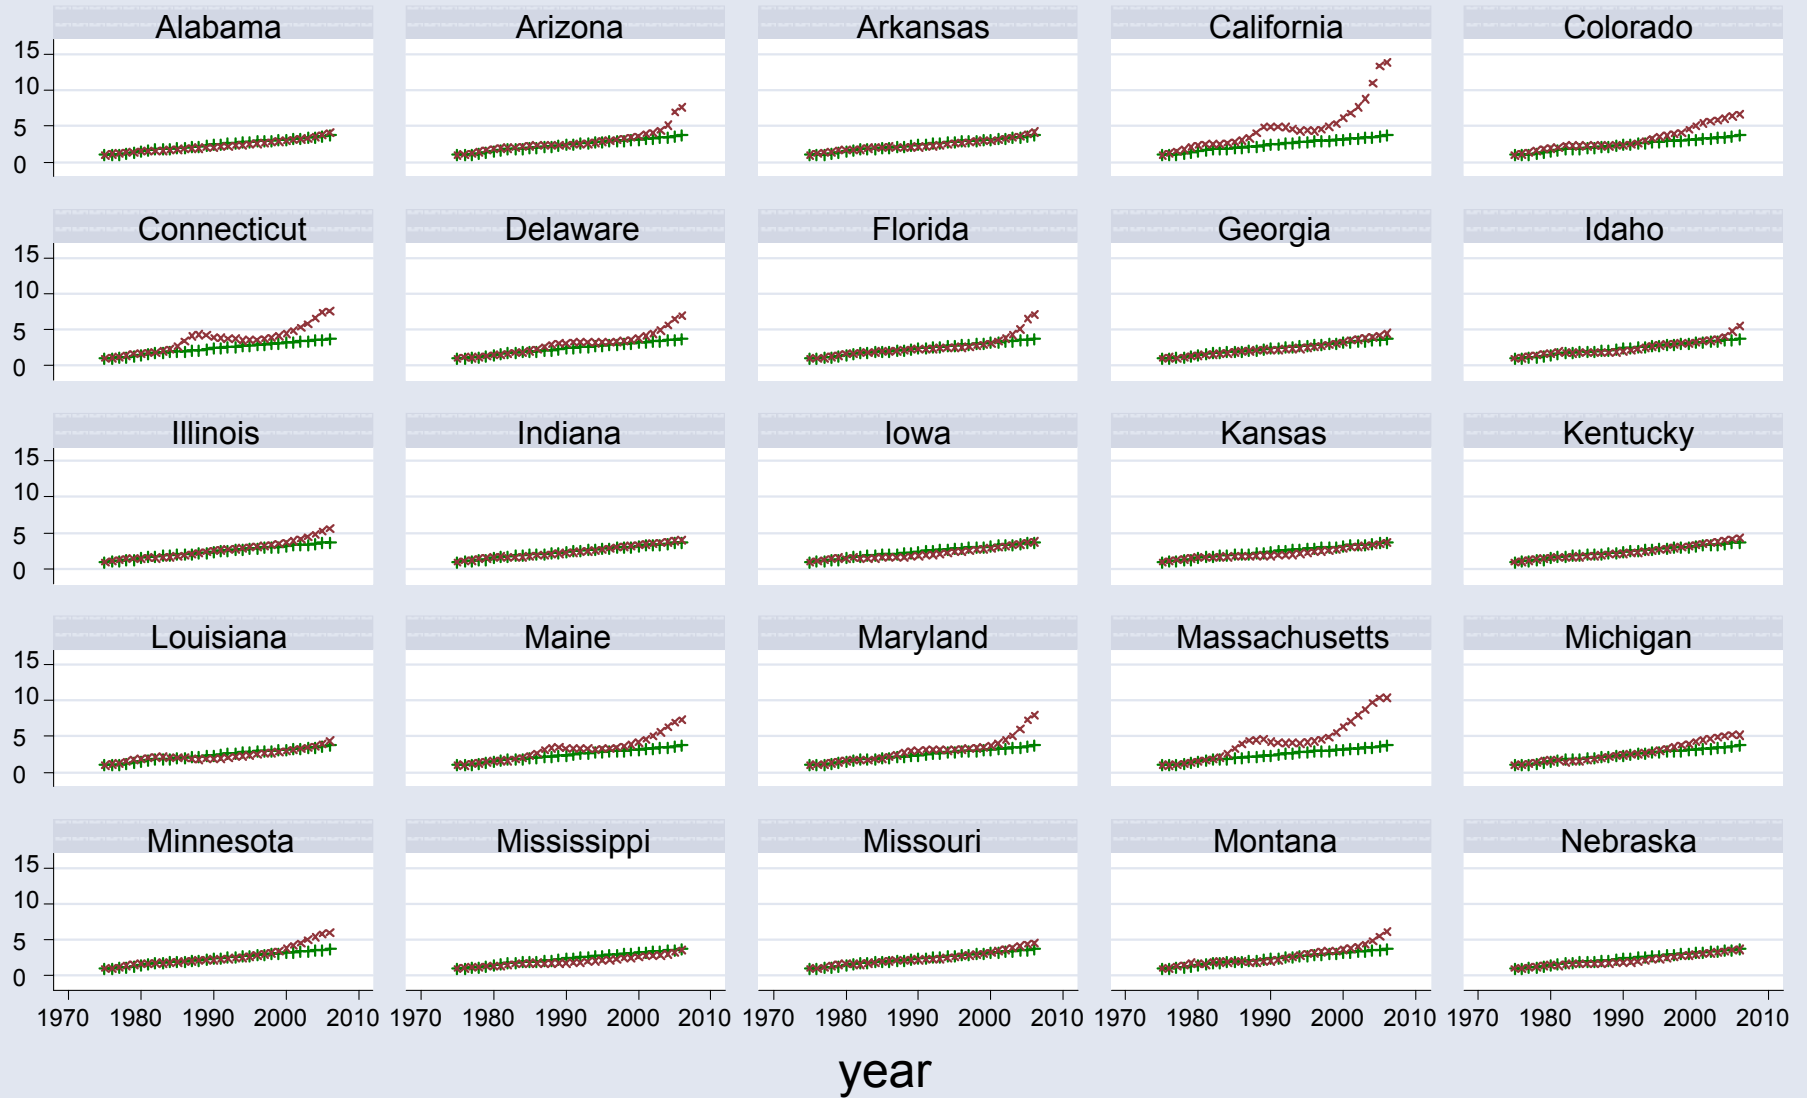 Alabama Arizona Arkansas California Colorado
15
10
5
0
Connecticut Delaware Florida Georgia Idaho
15
10
5
0
Illinois Indiana Iowa Kansas Kentucky
15
10
5
0
Louisiana Maine Maryland Massachusetts Michigan
15
10
5
0
Minnesota Mississippi Missouri Montana Nebraska
15
10
5
0
1970 1980 1990 2000 2010 1970 1980 1990 2000 2010 1970 1980 1990 2000 2010 1970 1980 1990 2000 2010 1970 1980 1990 2000 2010
year